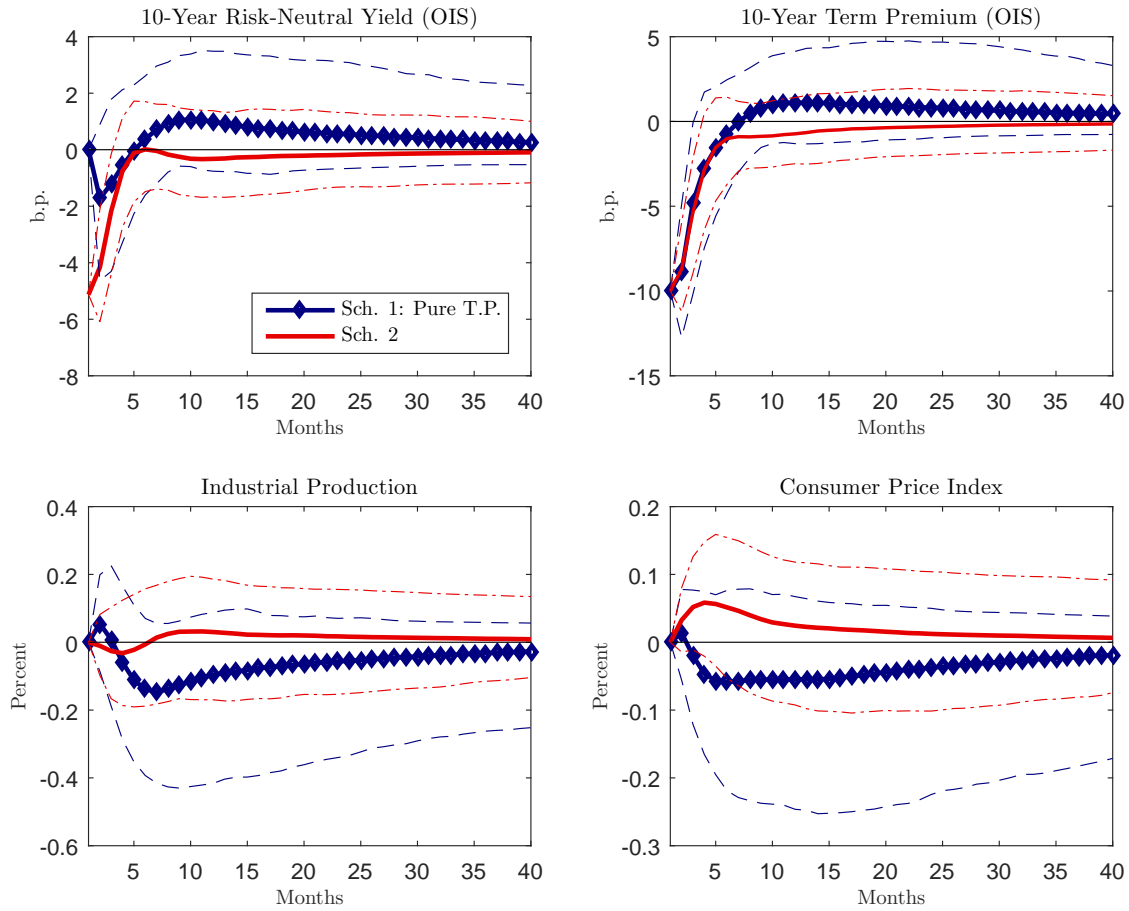 10-Year Risk-Neutral Yield (OIS)
4
2
0
-2
-4
-6
-8
b.p.
5 10 15 20 25 30 35 40
Months
Sch. 1: Pure T.P.
Sch. 2
10-Year Term Premium (OIS)
5
0
-5
-10
-15
b.p.
5 10 15 20 25 30 35 40
Months
Industrial Production
0.4
0.2
0
-0.2
-0.4
-0.6
Percent
5 10 15 20 25 30 35 40
Months
Consumer Price Index
0.2
0.1
0
-0.1
-0.2
-0.3
Percent
5 10 15 20 25 30 35 40
Months